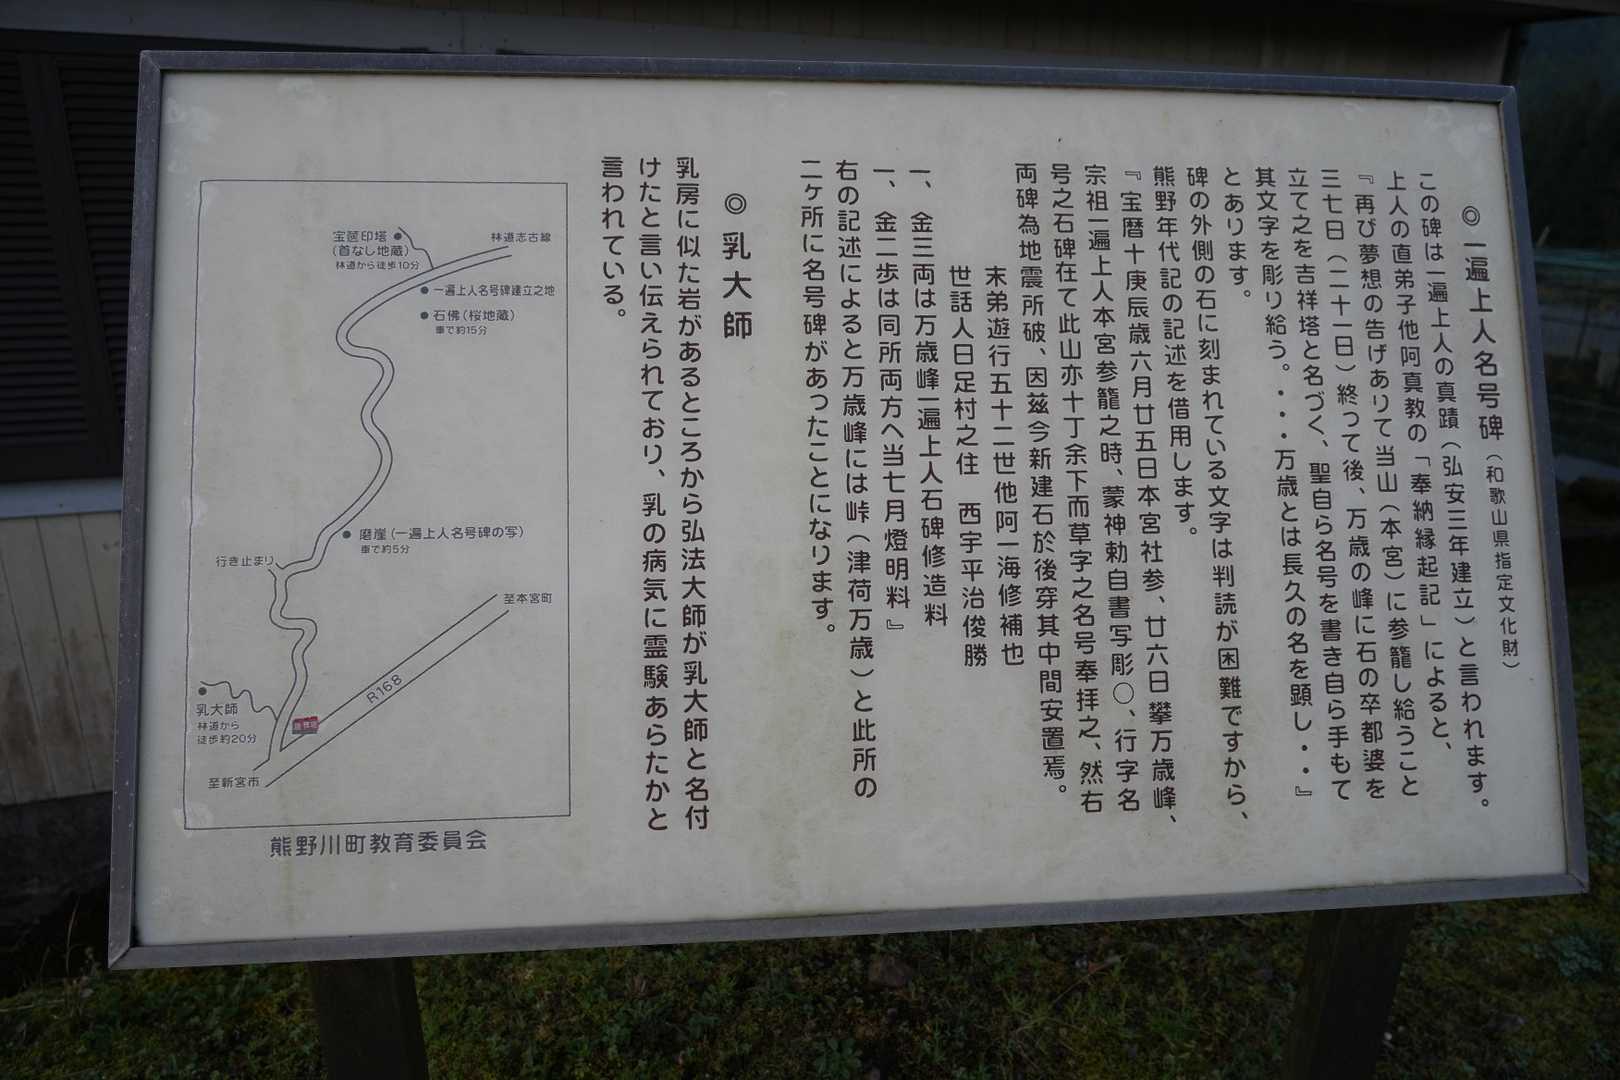 ◎一遍上人名号碑（和歌山県指定文化財）
この碑は一遍上人の真蹟（弘安三年建立）と言われます。
上人の直弟子他阿真教の「奉納縁起記」によると、
『再び夢想の告げありて当山（本宮）に参籠し給うこと
三七日（二十一日）終って後、万歳の峰に石の卒都婆を
立て之を吉祥塔と名づく、聖自ら名号を書き自ら手もて
其文字を彫り給う。・・・万歳とは長久の名を顕し・・』
とあります。
碑の外側の石に刻まれている文字は判読が困難ですから、
熊野年代記の記述を借用します。
『宝暦十庚辰歳六月廿五日本宮社参、廿六日攀万歳峰、
宗祖一遍上人本宮参籠之時、蒙神勅自書写彫〇、行字名
号之石碑在て此山亦十丁余下而草字之名号奉拝之、然右
両碑為地震所破、因玆今新建石於後穿其中間安置焉。
末弟遊行五十二世他阿一海修補也
世話人日足村之住　西宇平治俊勝
一、金三両は万歳峰一遍上人石碑修造料
一、金二歩は同所両方へ当七月燈明料』
右の記述によると万歳峰には峠（津荷万歳）と此所の
二ヶ所に名号碑があったことになります。
◎乳大師
乳房に似た岩があるところから弘法大師が乳大師と名付
けたと言い伝えられており、乳の病気に霊験あらたかと
言われている。
宝篋印塔
（首なし地蔵）
林道から徒歩10分
林道志古線
一遍上人名号碑建立之地
石佛（桜地蔵）
車で約15分
磨崖（一遍上人名号碑の写）
車で約5分
行き止まり
至本宮町
R168
乳大師
林道から
徒歩約20分
至新宮市
熊野川町教育委員会